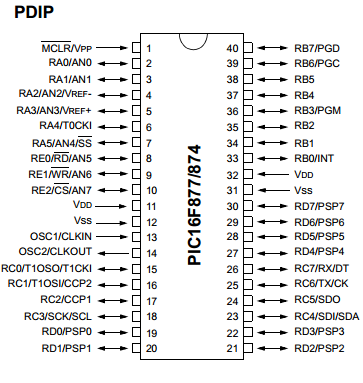 PDIP
MCLR/VPP 1 40 RB7/PGD
RA0/AN0 2 39 RB6/PGC
RA1/AN1 3 38 RB5
RA2/AN2/VREF- 4 37 RB4
RA3/AN3/VREF+ 5 36 RB3/PGM
RA4/T0CKI 6 35 RB2
RA5/AN4/SS 7 34 RB1
RE0/RD/AN5 8 33 RB0/INT
RE1/WR/AN6 9 32 VDD
RE2/CS/AN7 10 31 VSS
VDD 11 30 RD7/PSP7
VSS 12 29 RD6/PSP6
OSC1/CLKIN 13 28 RD5/PSP5
OSC2/CLKOUT 14 27 RD4/PSP4
RC0/T1OSO/T1CKI 15 26 RC7/RX/DT
RC1/T1OSI/CCP2 16 25 RC6/TX/CK
RC2/CCP1 17 24 RC5/SDO
RC3/SCK/SCL 18 23 RC4/SDI/SDA
RD0/PSP0 19 22 RD3/PSP3
RD1/PSP1 20 21 RD2/PSP2
PIC16F877/874